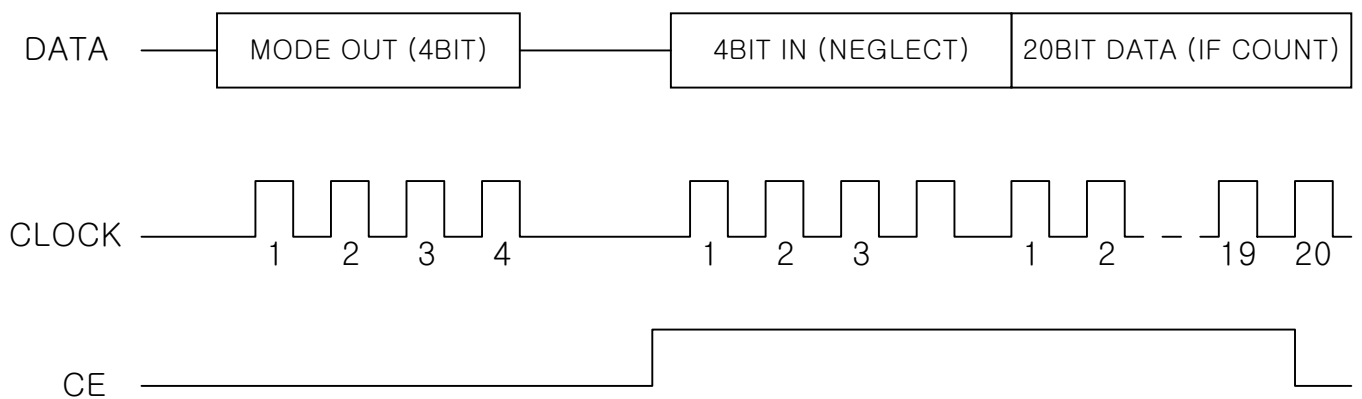 DATA MODE OUT (4BIT) 4BIT IN (NEGLECT) 20BIT DATA (IF COUNT)
CLOCK
1 2 3 4 1 2 3 1 2 19 20
CE